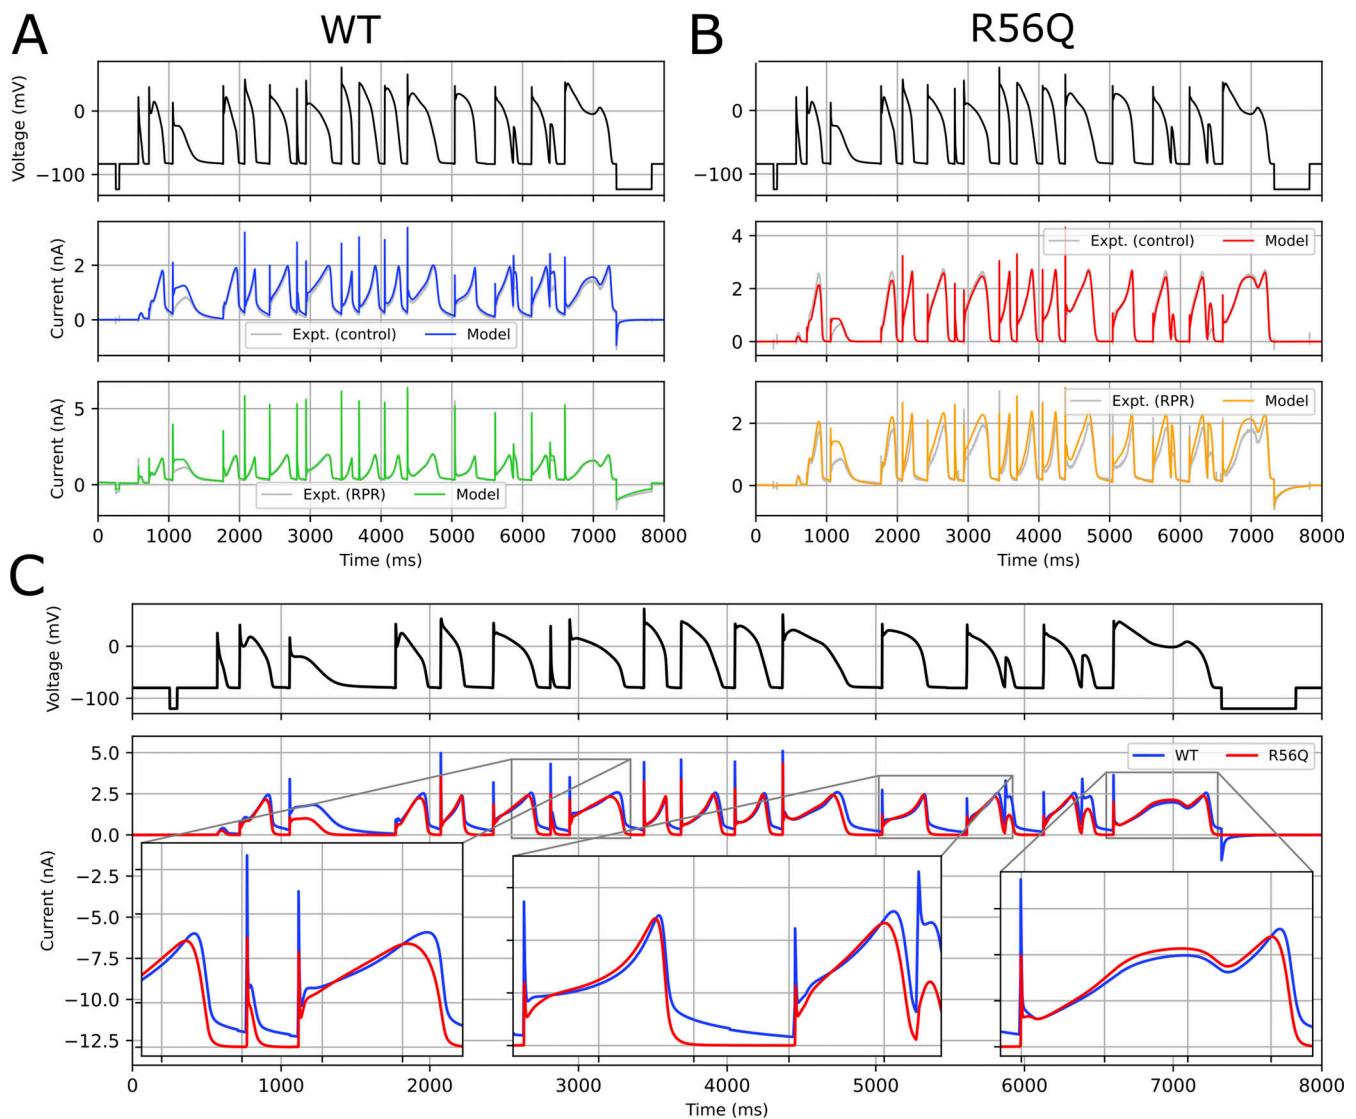 A
WT
B
R56Q
Voltage (mV)
0
−100
0
−100
Current (nA)
2
0
Expt. (control)
Model
4
2
0
Expt. (control)
Model
Current (nA)
5
0
Expt. (RPR)
Model
2
0
Expt. (RPR)
Model
0 1000 2000 3000 4000 5000 6000 7000 8000
0 1000 2000 3000 4000 5000 6000 7000 8000
Time (ms)
Time (ms)
C
Voltage (mV)
0
−100
Current (nA)
5.0
2.5
0.0
−2.5
−5.0
−7.5
−10.0
−12.5
WT
R56Q
0 1000 2000 3000 4000 5000 6000 7000 8000
Time (ms)